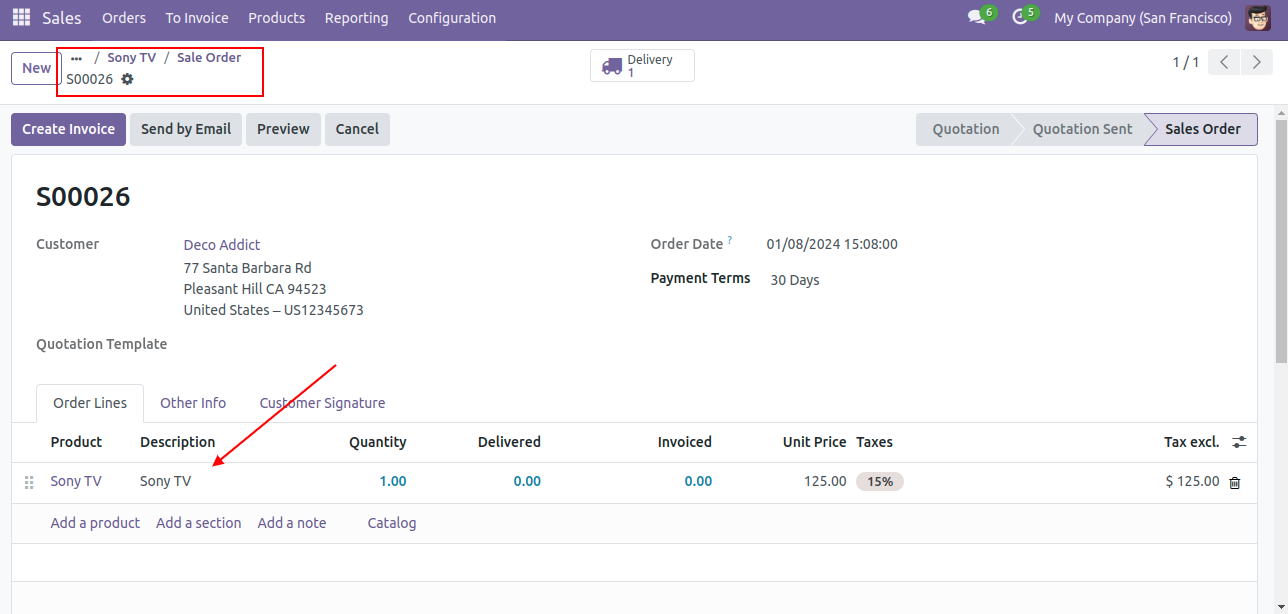 Sales Orders To Invoice Products Reporting Configuration 6 5 My Company (San Francisco)
New ... / Sony TV / Sale Order
S00026
Delivery
1
1 / 1
Create Invoice Send by Email Preview Cancel Quotation Quotation Sent Sales Order
S00026
Customer Deco Addict Order Date ? 01/08/2024 15:08:00
77 Santa Barbara Rd
Pleasant Hill CA 94523
United States – US12345673
Payment Terms 30 Days
Quotation Template
Order Lines Other Info Customer Signature
Product Description Quantity Delivered Invoiced Unit Price Taxes Tax excl.
Sony TV Sony TV 1.00 0.00 0.00 125.00 15% $ 125.00
Add a product Add a section Add a note Catalog